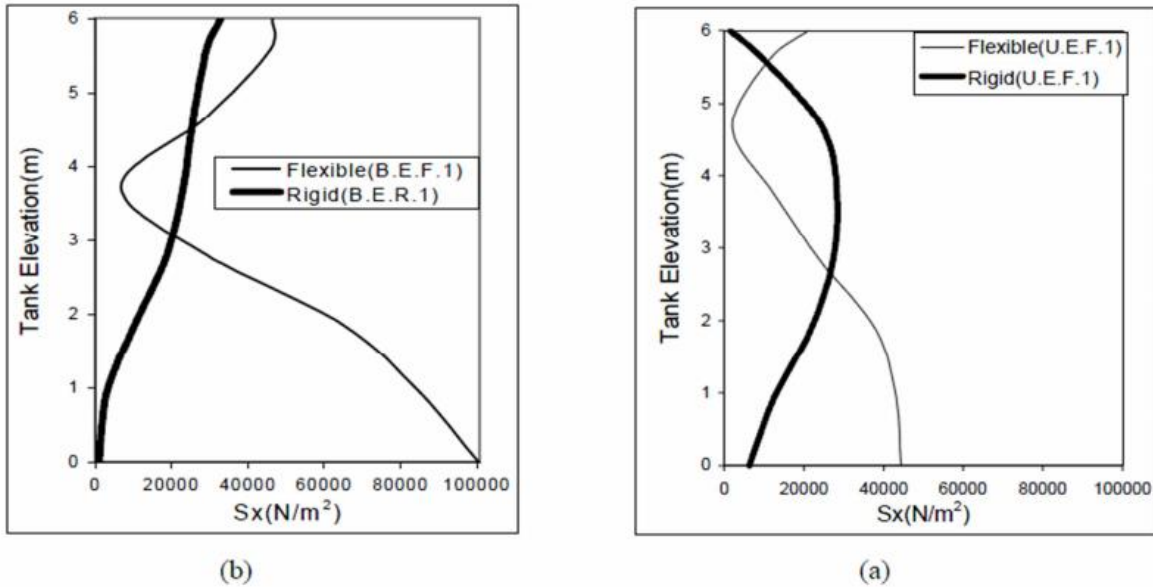 6
5
4
3
2
1
0
Tank Elevation(m)
Flexible(B.E.F.1)
Rigid(B.E.R.1)
0 20000 40000 60000 80000 100000
Sx(N/m²)
(b)
6
5
4
3
2
1
0
Tank Elevation(m)
Flexible(U.E.F.1)
Rigid(U.E.F.1)
0 20000 40000 60000 80000 100000
Sx(N/m²)
(a)